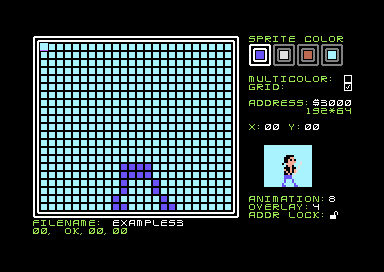 SPRITE COLOR
MULTICOLOR:
GRID:
ADDRESS: $3000
192*64
X: 00 Y: 00
ANIMATION: 8
OVERLAY: 4
ADDR LOCK:
FILENAME: EXAMPLESS
00, OK,00,00